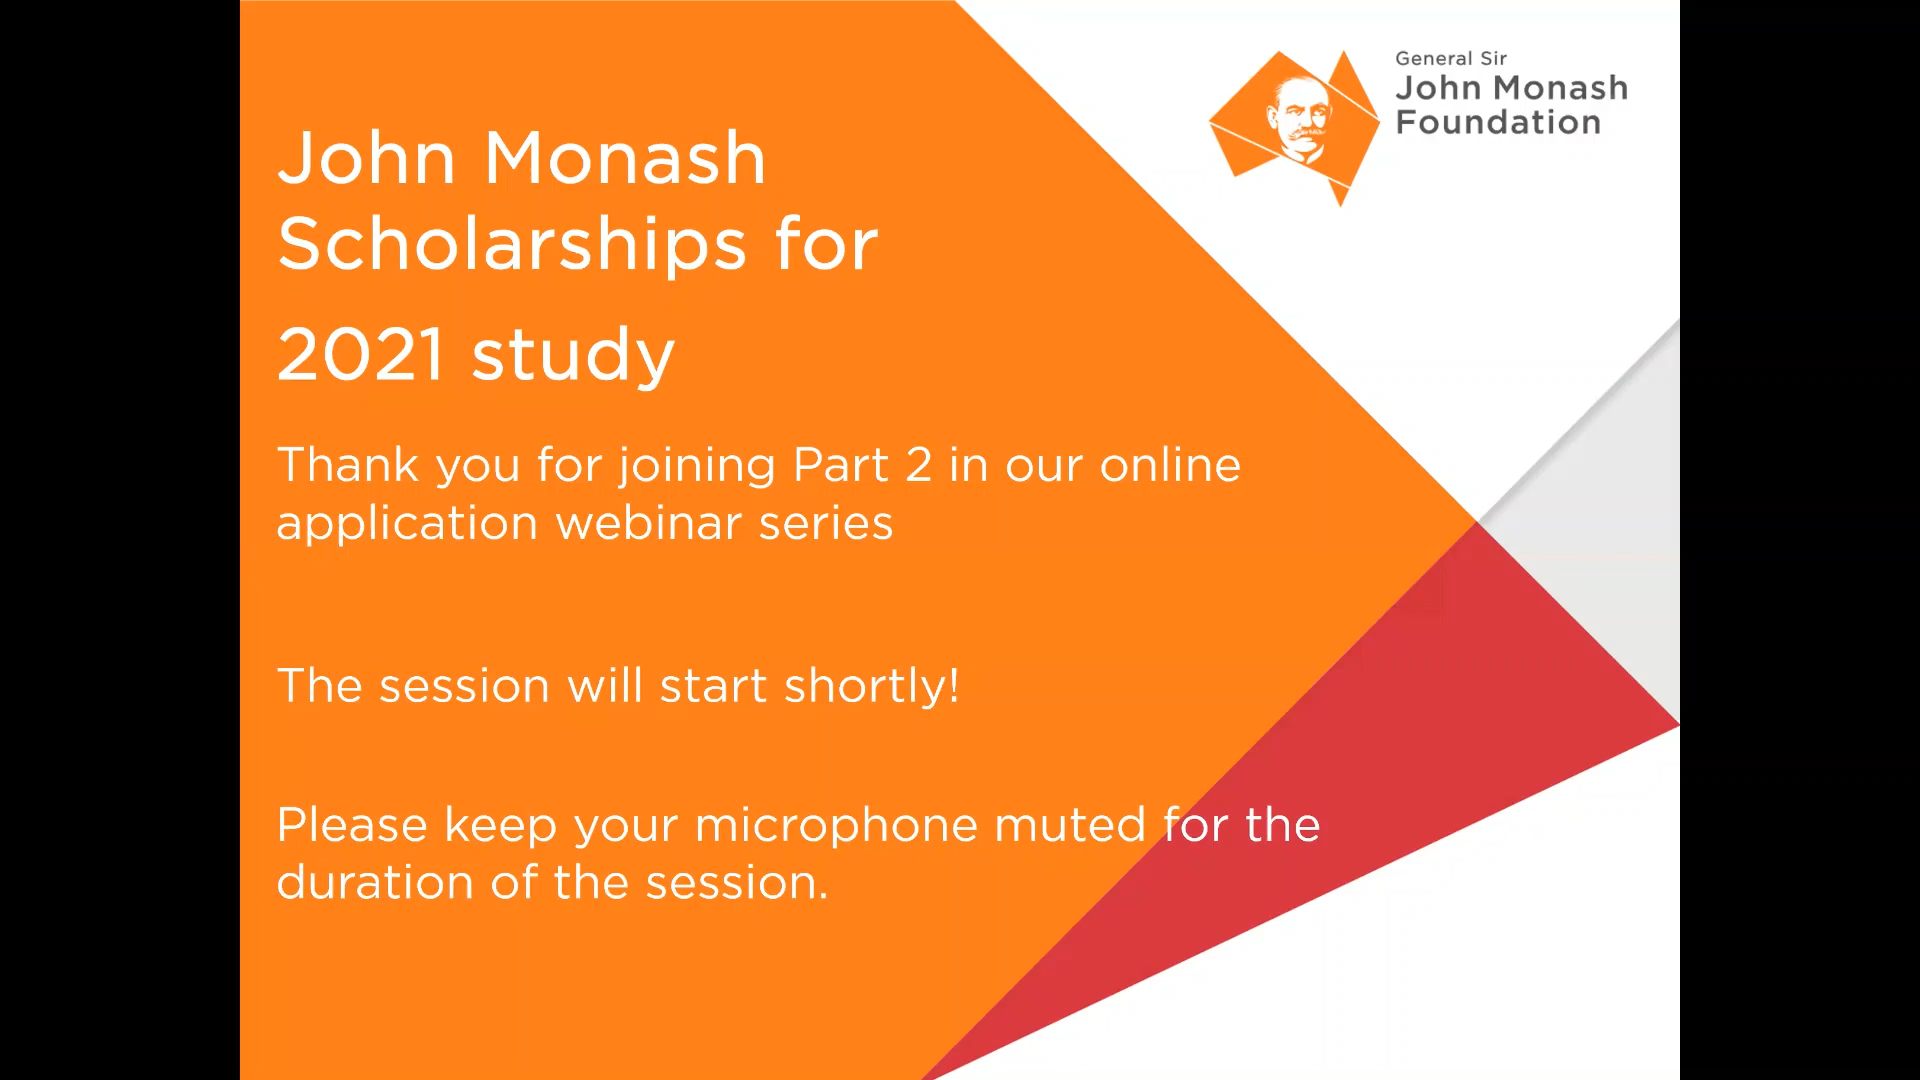 General Sir
John Monash
Foundation
John Monash
Scholarships for
2021 study
Thank you for joining Part 2 in our online
application webinar series
The session will start shortly!
Please keep your microphone muted for the
duration of the session.